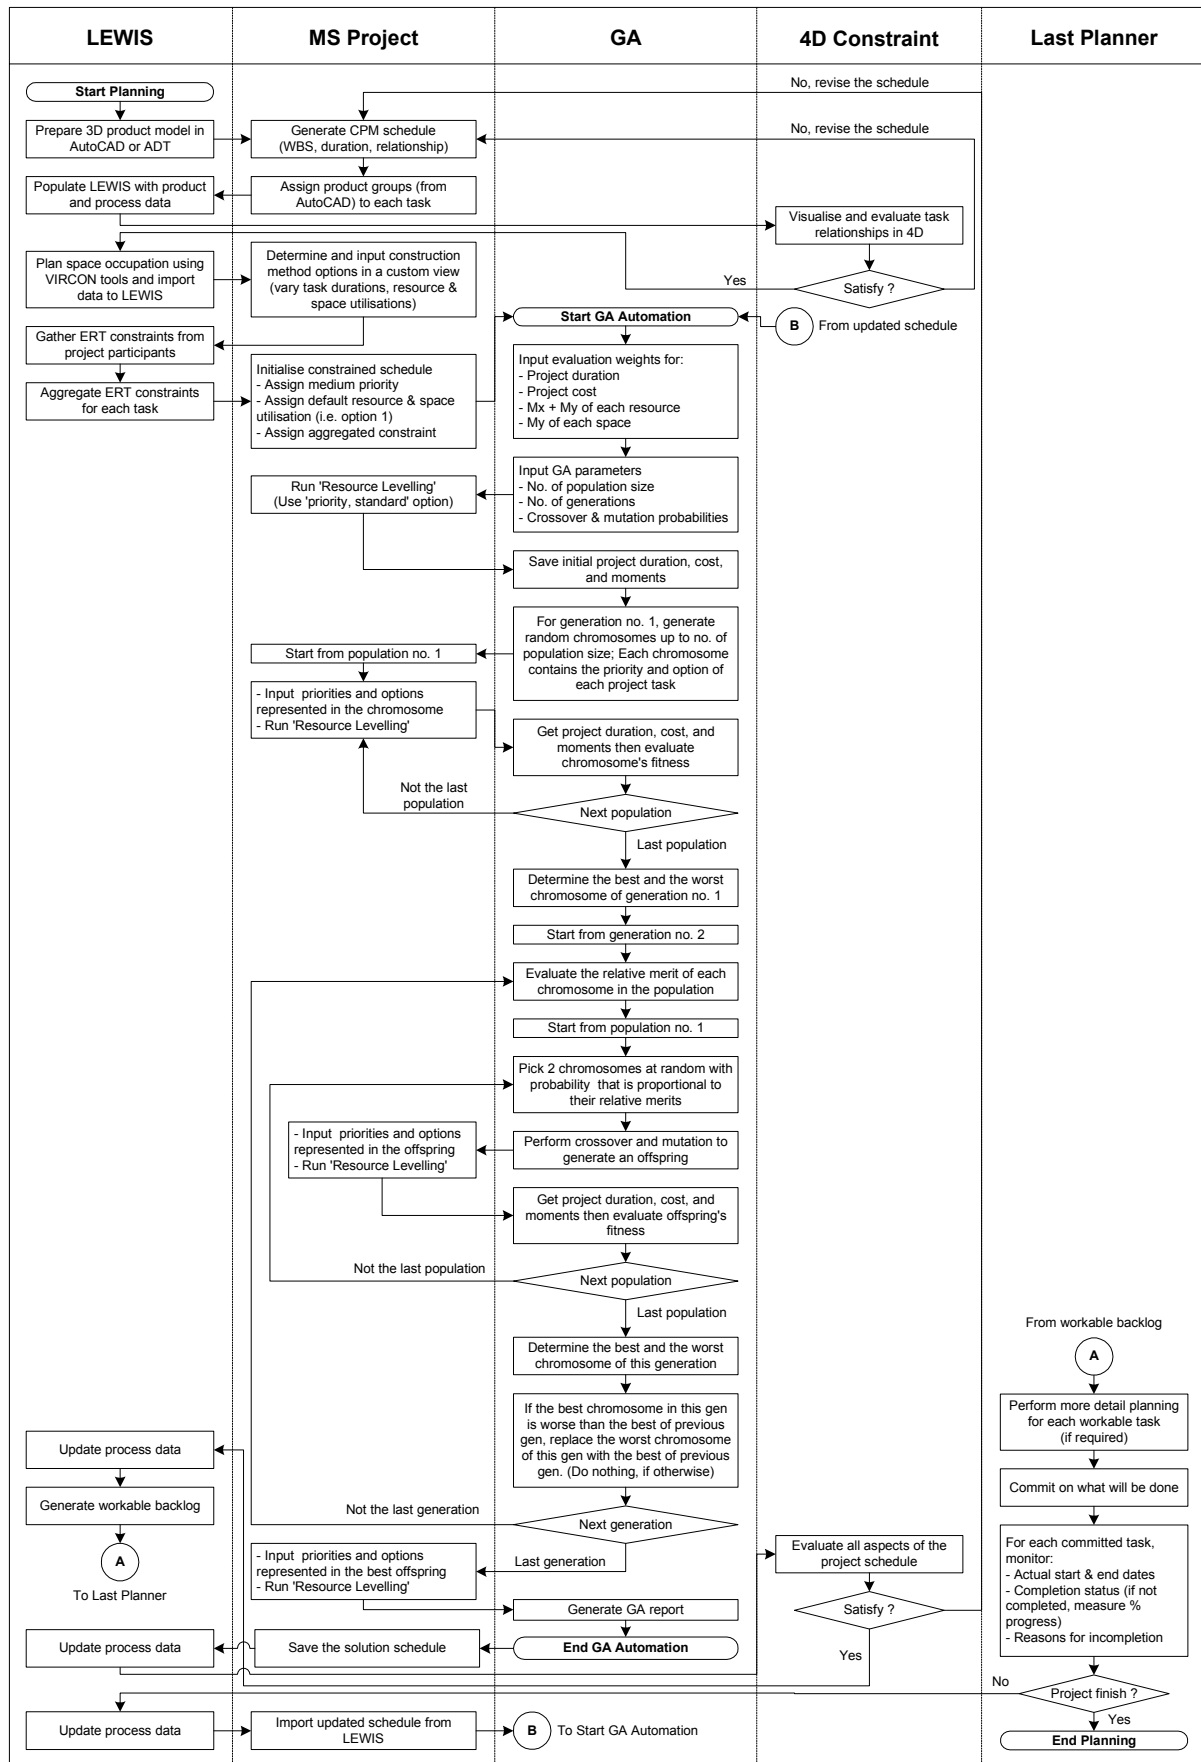 LEWIS
MS Project
GA
4D Constraint
Last Planner
No, revise the schedule
Start Planning
Prepare 3D product model in
AutoCAD or ADT
Generate CPM schedule
(WBS, duration, relationship)
No, revise the schedule
Populate LEWIS with product
and process data
Assign product groups (from
AutoCAD) to each task
Visualise and evaluate task
relationships in 4D
Plan space occupation using
VIRCON tools and import
data to LEWIS
Determine and input construction
method options in a custom view
(vary task durations, resource &
space utilisations)
Yes
Satisfy ?
Start GA Automation
B
From updated schedule
Gather ERT constraints from
project participants
Aggregate ERT constraints
for each task
Initialise constrained schedule
- Assign medium priority
- Assign default resource & space
utilisation (i.e. option 1)
- Assign aggregated constraint
Input evaluation weights for:
- Project duration
- Project cost
- Mx + My of each resource
- My of each space
Run 'Resource Levelling'
(Use 'priority, standard' option)
Input GA parameters
- No. of population size
- No. of generations
- Crossover & mutation probabilities
Save initial project duration, cost,
and moments
For generation no. 1, generate
random chromosomes up to no. of
population size; Each chromosome
contains the priority and option of
each project task
Start from population no. 1
- Input  priorities and options
represented in the chromosome
- Run 'Resource Levelling'
Get project duration, cost, and
moments then evaluate
chromosome's fitness
Not the last
population
Next population
Last population
Determine the best and the worst
chromosome of generation no. 1
Start from generation no. 2
Evaluate the relative merit of each
chromosome in the population
Start from population no. 1
Pick 2 chromosomes at random with
probability  that is proportional to
their relative merits
- Input  priorities and options
represented in the offspring
- Run 'Resource Levelling'
Perform crossover and mutation to
generate an offspring
Get project duration, cost, and
moments then evaluate offspring's
fitness
Not the last population
Next population
Last population
Determine the best and the worst
chromosome of this generation
If the best chromosome in this gen
is worse than the best of previous
gen, replace the worst chromosome
of this gen with the best of previous
gen. (Do nothing, if otherwise)
Not the last generation
Next generation
Last generation
- Input  priorities and options
represented in the best offspring
- Run 'Resource Levelling'
Generate GA report
End GA Automation
Save the solution schedule
Update process data
Generate workable backlog
A
To Last Planner
Update process data
Evaluate all aspects of the
project schedule
Satisfy ?
Yes
From workable backlog
A
Perform more detail planning
for each workable task
(if required)
Commit on what will be done
For each committed task,
monitor:
- Actual start & end dates
- Completion status (if not
completed, measure %
progress)
- Reasons for incompletion
No
Project finish ?
Yes
End Planning
Update process data
Import updated schedule from
LEWIS
B
To Start GA Automation